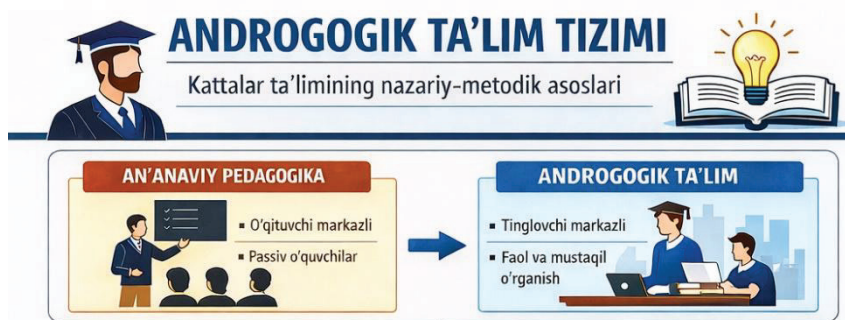 ANDROGOGIK TA’LIM TIZIMI
Kattalar ta’limining nazariy-metodik asoslari
AN’ANAVIY PEDAGOGIKA
▪ O‘qituvchi markazli
▪ Passiv o‘quvchilar
ANDROGOGIK TA’LIM
▪ Tinglovchi markazli
▪ Faol va mustaqil
o‘rganish